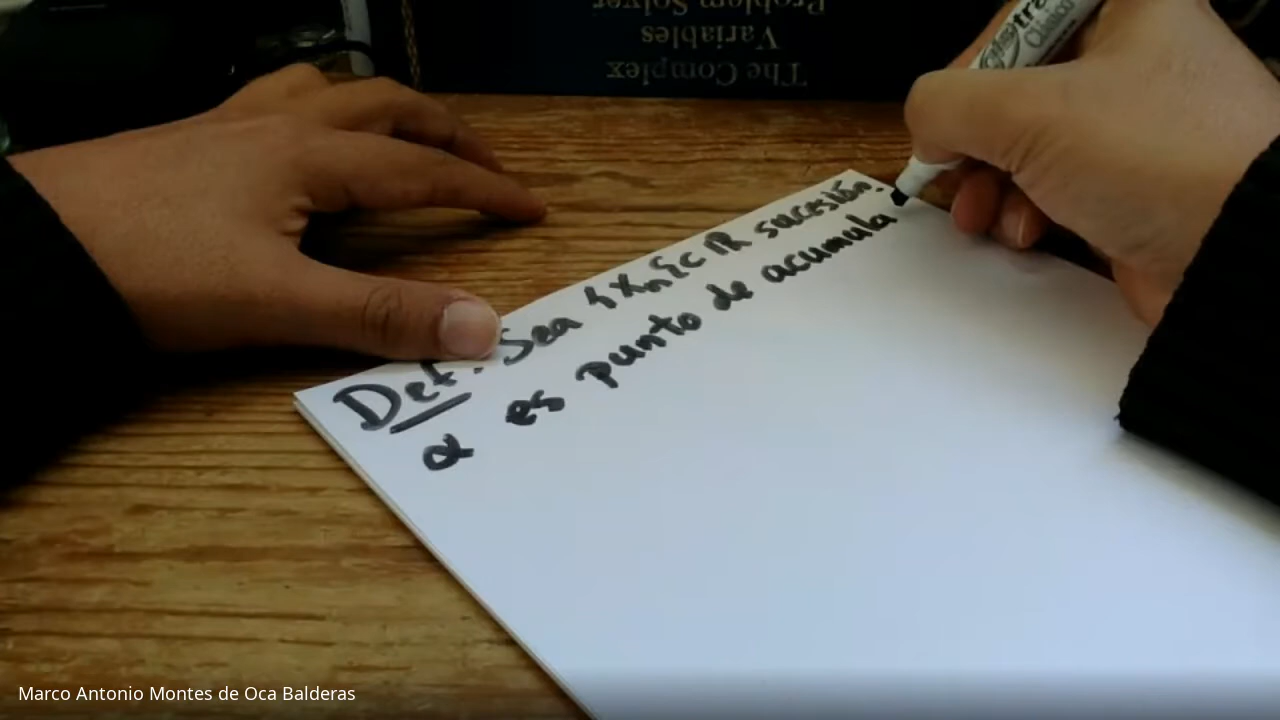 The Complex
Variables
Problem Solver
Def. Sea {Xn} ⊂ ℝ sucesión.
α es punto de acumula
Clásico
Marco Antonio Montes de Oca Balderas